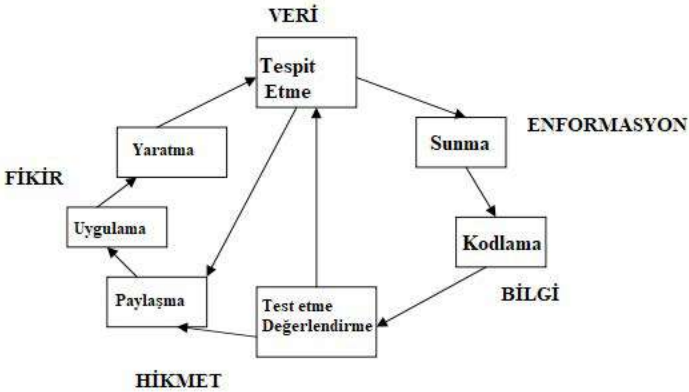 VERİ
Tespit
Etme
Sunma
ENFORMASYON
Yaratma
FİKİR
Uygulama
Kodlama
BİLGİ
Paylaşma
Test etme
Değerlendirme
HİKMET